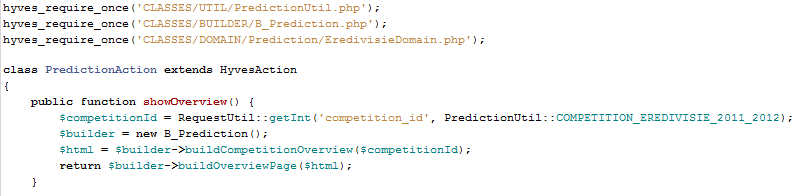 hyves_require_once('CLASSES/UTIL/PredictionUtil.php');
hyves_require_once('CLASSES/BUILDER/B_Prediction.php');
hyves_require_once('CLASSES/DOMAIN/Prediction/EredivisieDomain.php');
class PredictionAction extends HyvesAction
{
public function showOverview() {
$competitionId = RequestUtil::getInt('competition_id', PredictionUtil::COMPETITION_EREDIVISIE_2011_2012);
$builder = new B_Prediction();
$html = $builder->buildCompetitionOverview($competitionId);
return $builder->buildOverviewPage($html);
}